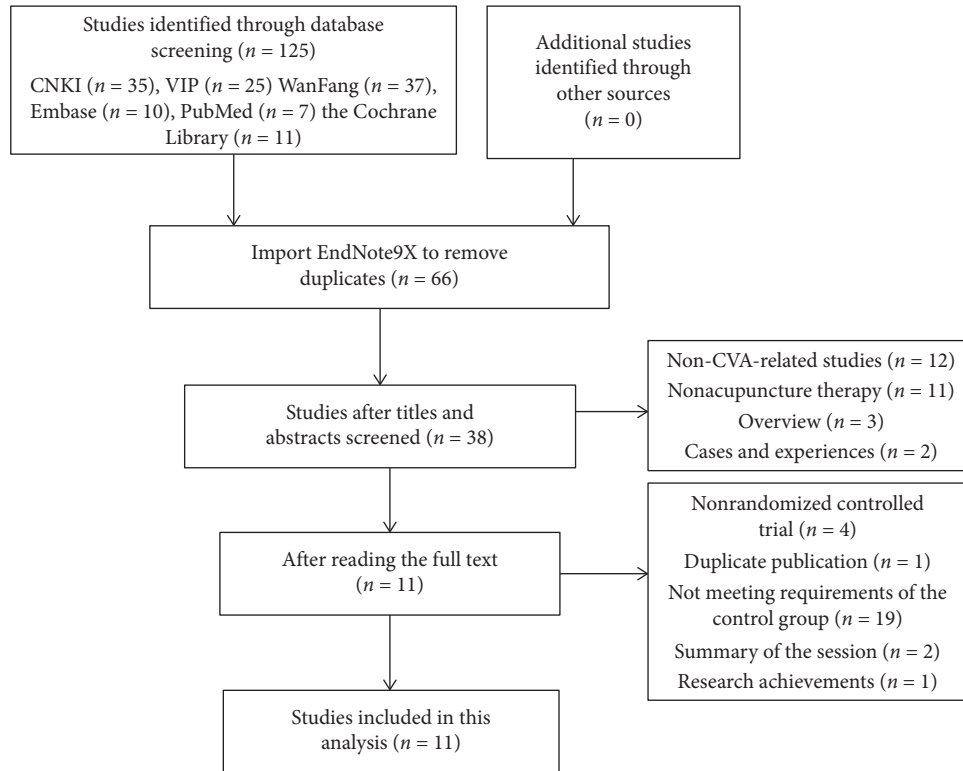 Studies identified through database
screening (n = 125)
CNKI (n = 35), VIP (n = 25) WanFang (n = 37),
Embase (n = 10), PubMed (n = 7) the Cochrane
Library (n = 11)
Additional studies
identified through
other sources
(n = 0)
Import EndNote9X to remove
duplicates (n = 66)
Studies after titles and
abstracts screened (n = 38)
Non-CVA-related studies (n = 12)
Nonacupuncture therapy (n = 11)
Overview (n = 3)
Cases and experiences (n = 2)
After reading the full text
(n = 11)
Nonrandomized controlled
trial (n = 4)
Duplicate publication (n = 1)
Not meeting requirements of the
control group (n = 19)
Summary of the session (n = 2)
Research achievements (n = 1)
Studies included in this
analysis (n = 11)